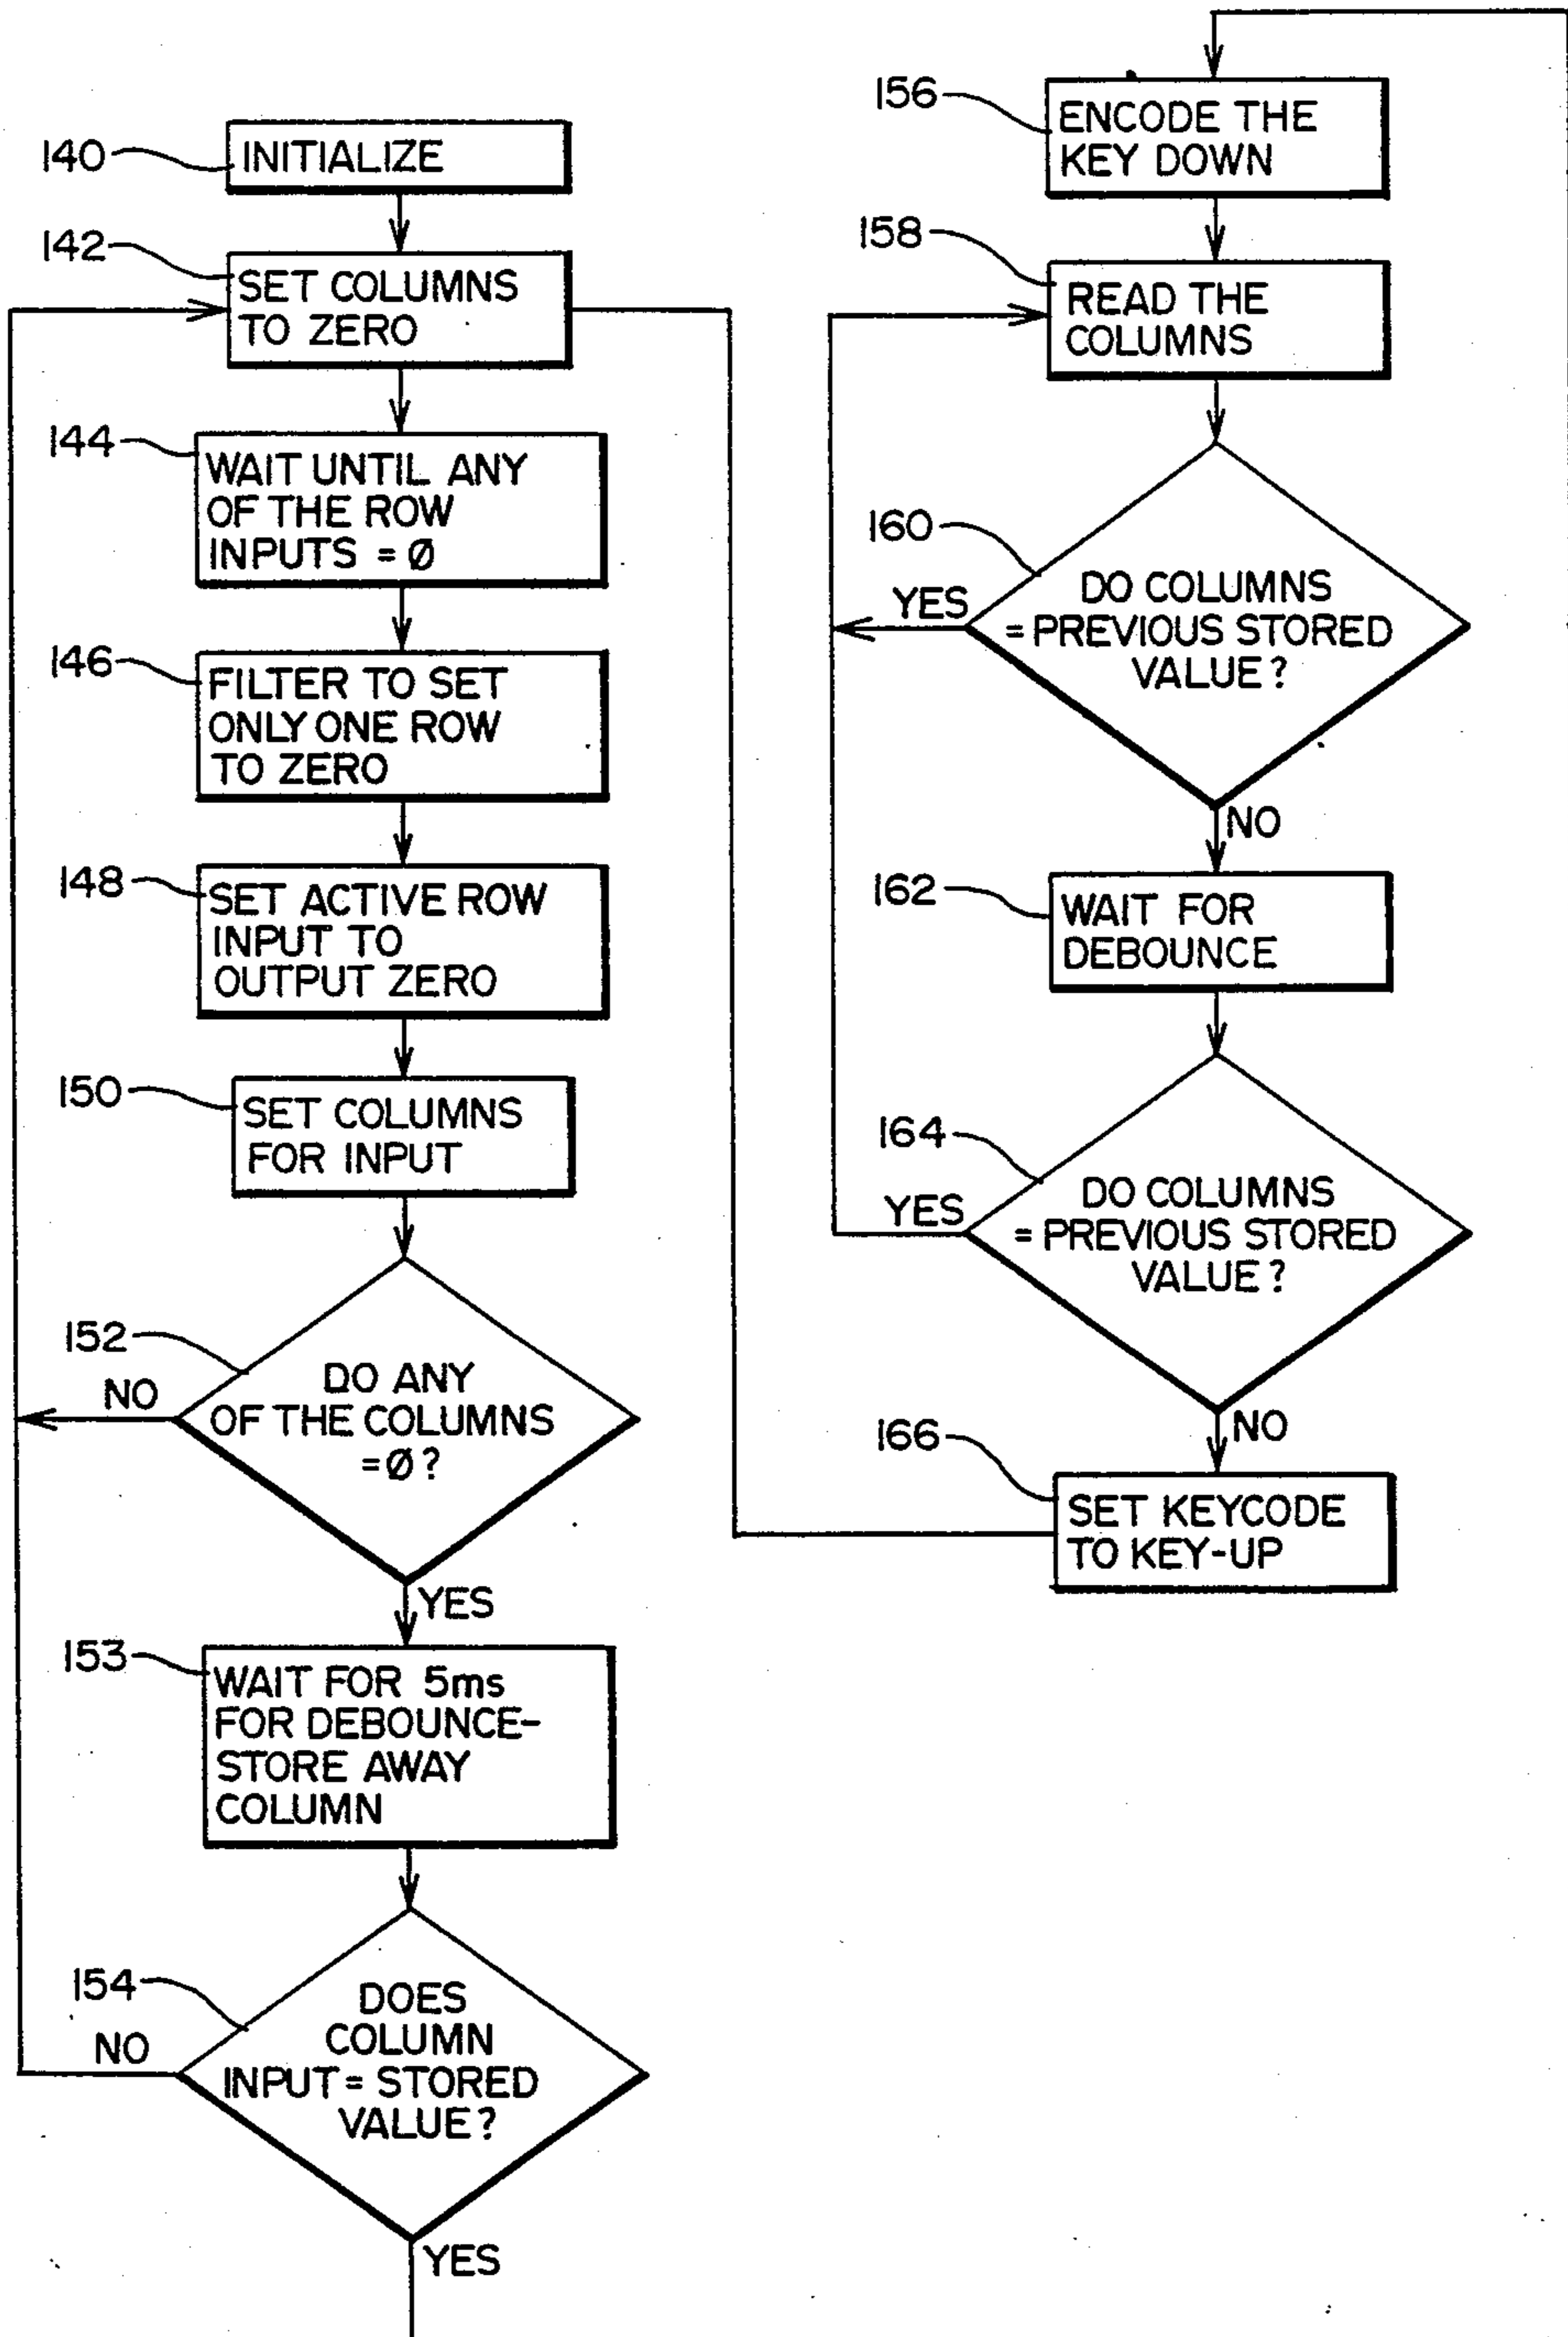 140
INITIALIZE
142
SET COLUMNS
TO ZERO
144
WAIT UNTIL ANY
OF THE ROW
INPUTS = Ø
146
FILTER TO SET
ONLY ONE ROW
TO ZERO
148
SET ACTIVE ROW
INPUT TO
OUTPUT ZERO
150
SET COLUMNS
FOR INPUT
152
DO ANY
OF THE COLUMNS
=Ø?
NO
YES
153
WAIT FOR 5ms
FOR DEBOUNCE-
STORE AWAY
COLUMN
154
DOES
COLUMN
INPUT = STORED
VALUE?
NO
YES
156
ENCODE THE
KEY DOWN
158
READ THE
COLUMNS
160
DO COLUMNS
= PREVIOUS STORED
VALUE?
YES
NO
162
WAIT FOR
DEBOUNCE
164
DO COLUMNS
= PREVIOUS STORED
VALUE?
YES
NO
166
SET KEYCODE
TO KEY-UP